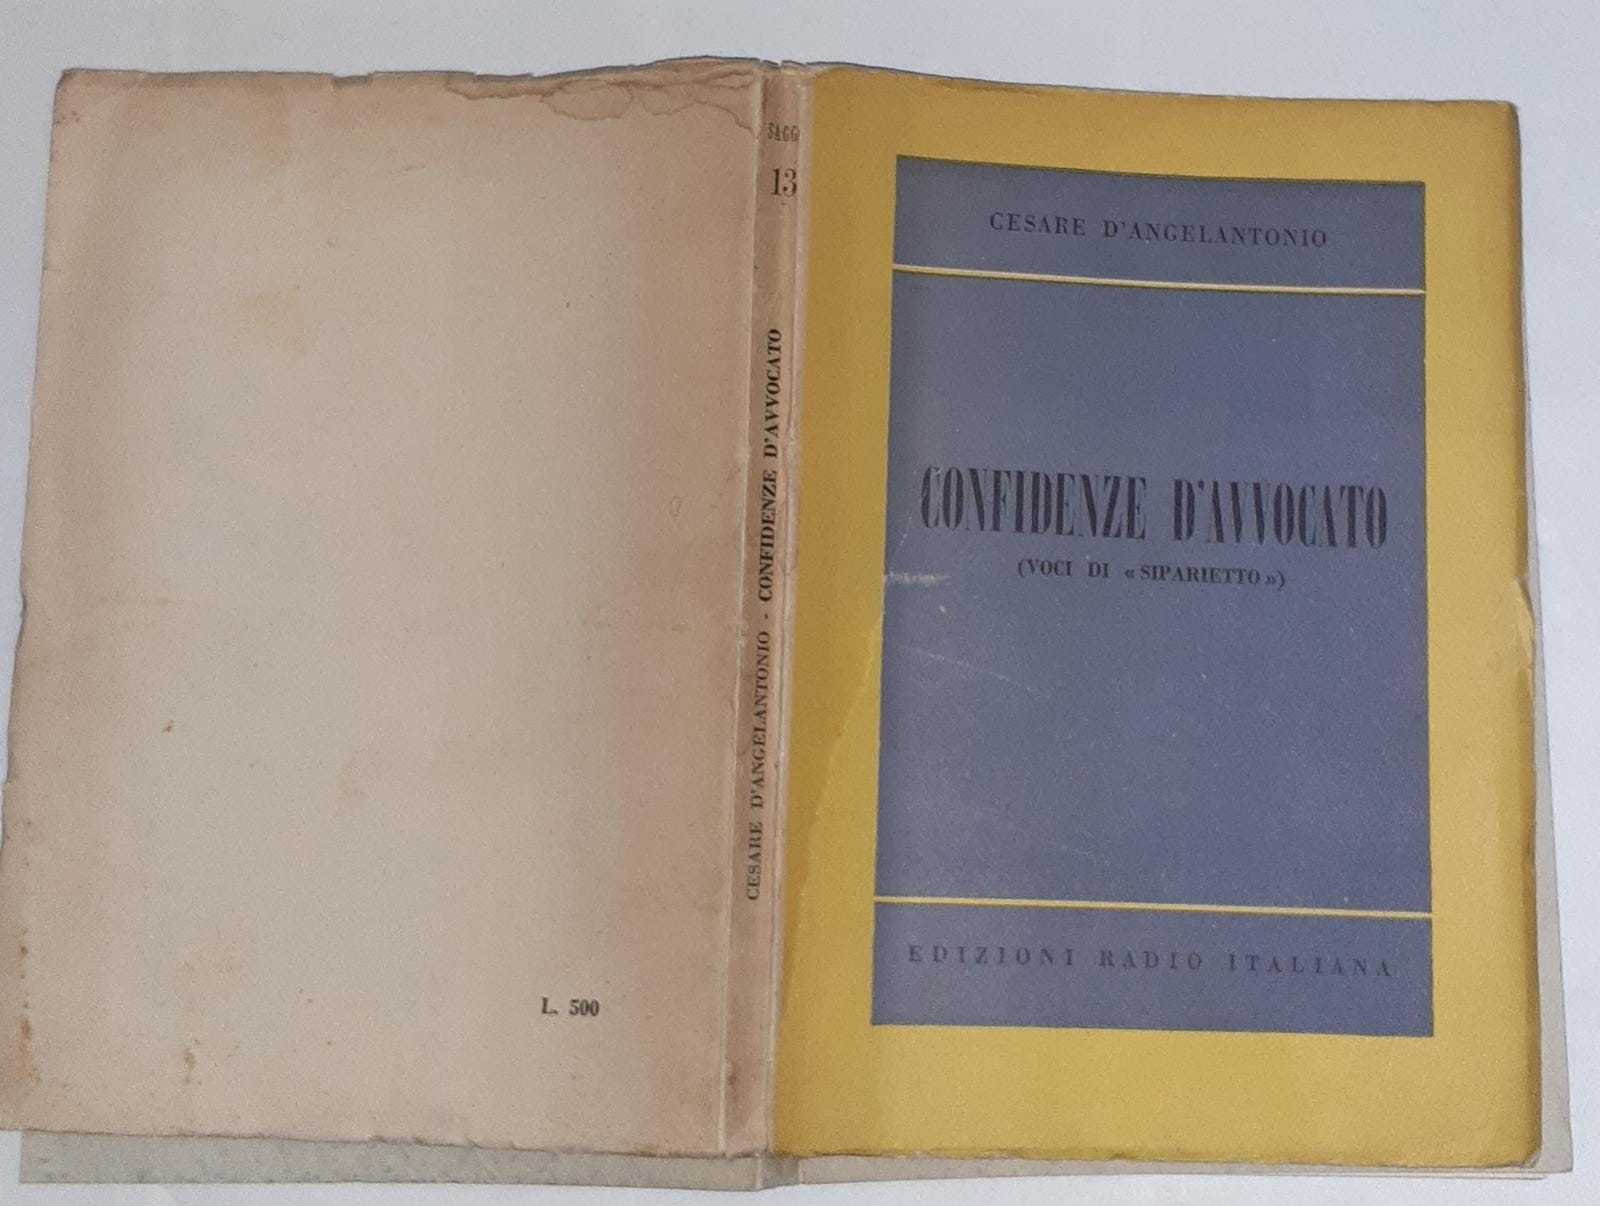 CESARE D'ANGELANTONIO
CONFIDENZE D'AVVOCATO
(VOCI DI « SIPARIETTO »)
EDIZIONI RADIO ITALIANA
13
CESARE D'ANGELANTONIO - CONFIDENZE D'AVVOCATO
L. 500